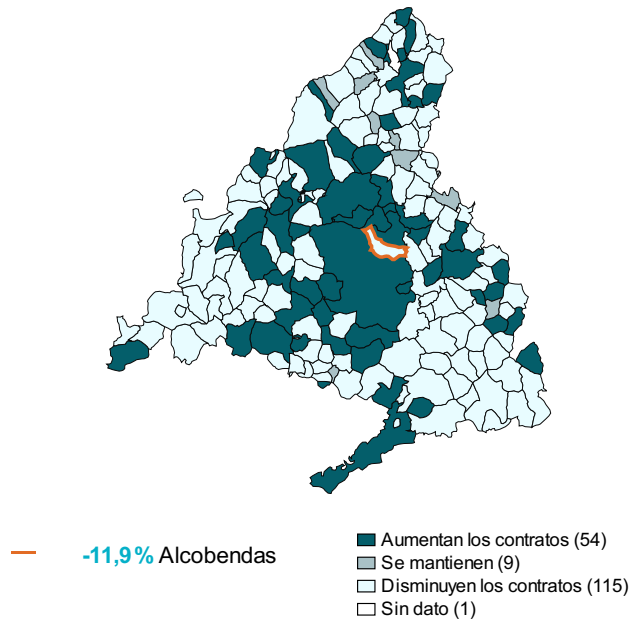 -11,9 % Alcobendas
Aumentan los contratos (54)
Se mantienen (9)
Disminuyen los contratos (115)
Sin dato (1)